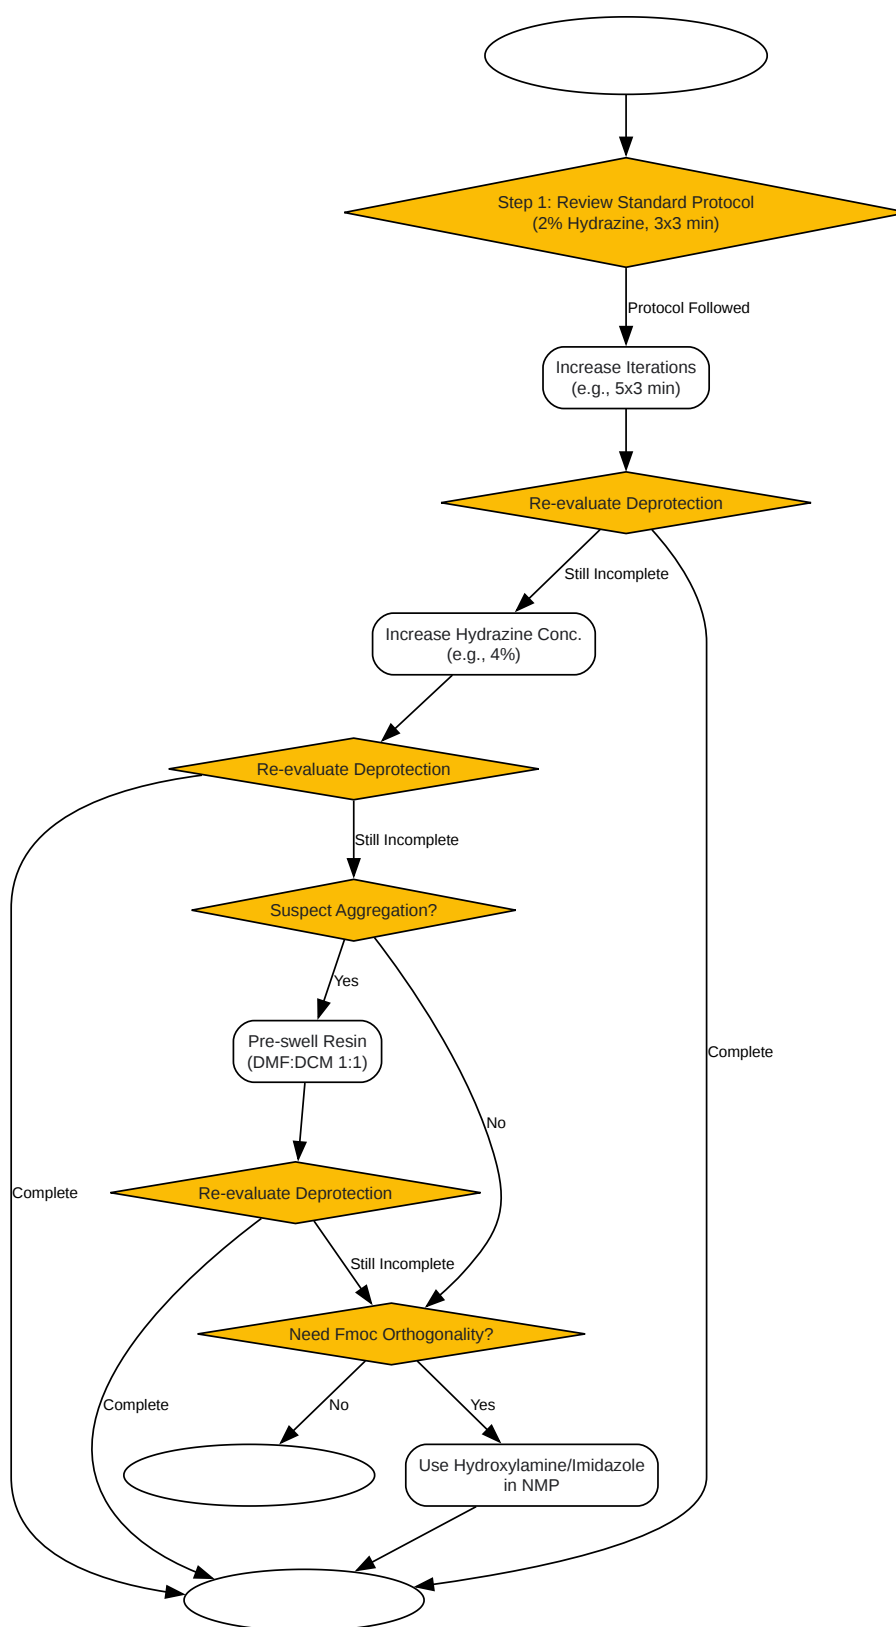 Step 1: Review Standard Protocol
(2% Hydrazine, 3x3 min)
Protocol Followed
Increase Iterations
(e.g., 5x3 min)
Re-evaluate Deprotection
Still Incomplete
Increase Hydrazine Conc.
(e.g., 4%)
Re-evaluate Deprotection
Still Incomplete
Suspect Aggregation?
Yes
Pre-swell Resin
(DMF:DCM 1:1)
Complete
No
Re-evaluate Deprotection
Complete
Still Incomplete
Need Fmoc Orthogonality?
Complete
No
Yes
Use Hydroxylamine/Imidazole
in NMP